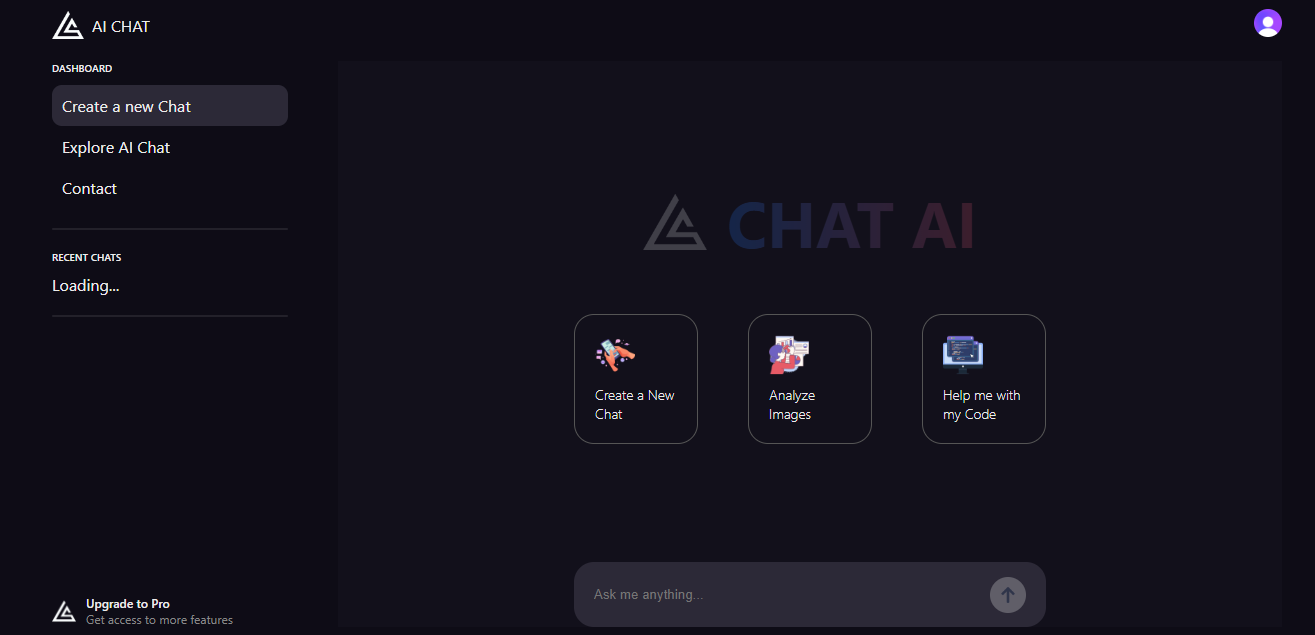 AI CHAT
DASHBOARD
Create a new Chat
Explore AI Chat
Contact
RECENT CHATS
Loading...
Upgrade to Pro
Get access to more features
CHAT AI
Create a New
Chat
Analyze
Images
Help me with
my Code
Ask me anything...